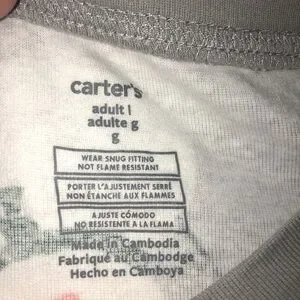 carter's
adult l
adulte g
g
WEAR SNUG FITTING
NOT FLAME RESISTANT
PORTER L'AJUSTEMENT SERRÉ
NON ÉTANCHE AUX FLAMMES
AJUSTE CÓMODO
NO RESISTENTE A LA FLAMA
Made in Cambodia
Fabriqué au Cambodge
Hecho en Camboya